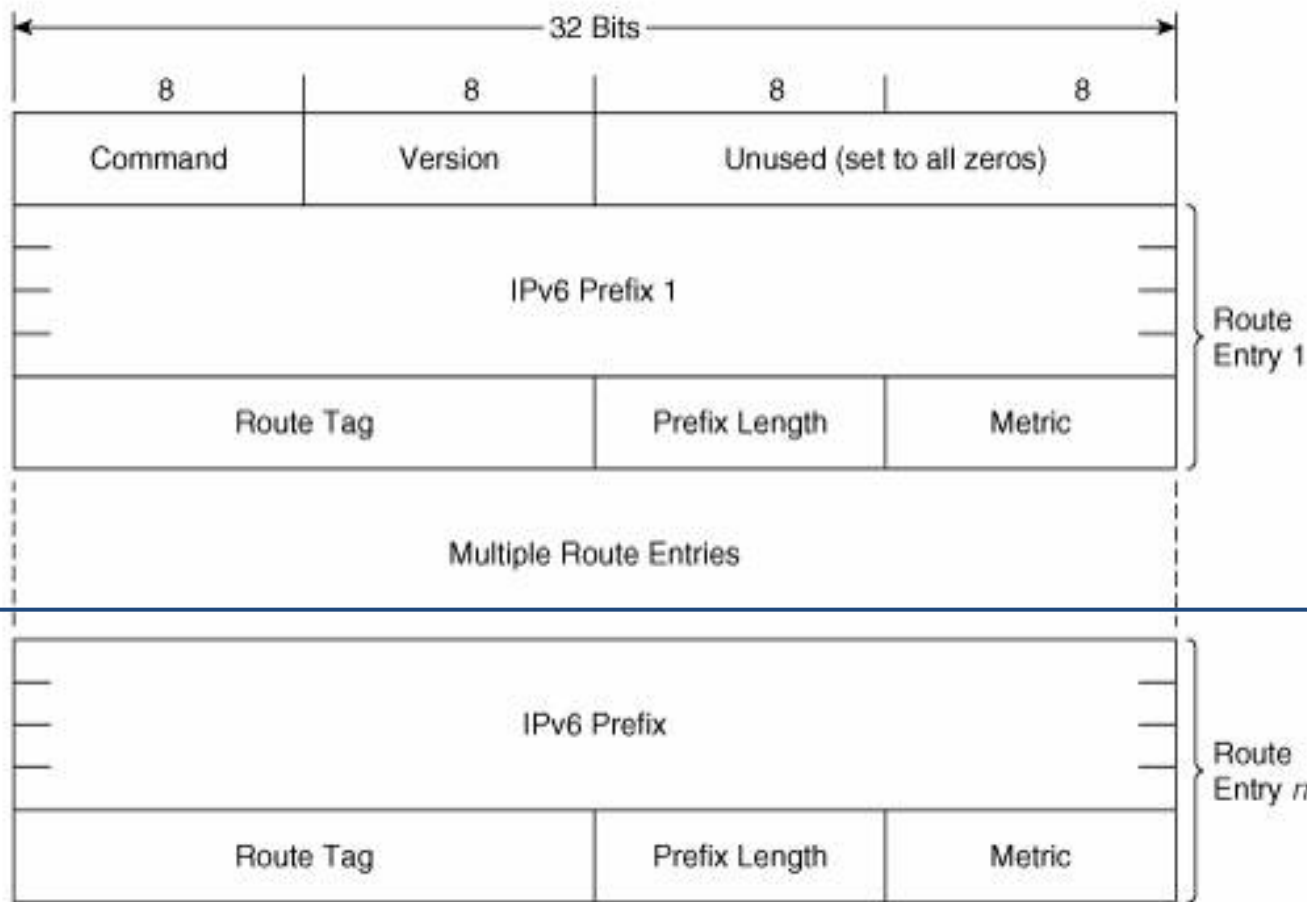 32 Bits
8 8 8 8
Command Version Unused (set to all zeros)
IPv6 Prefix 1
Route
Entry 1
Route Tag Prefix Length Metric
Multiple Route Entries
IPv6 Prefix
Route
Entry n
Route Tag Prefix Length Metric